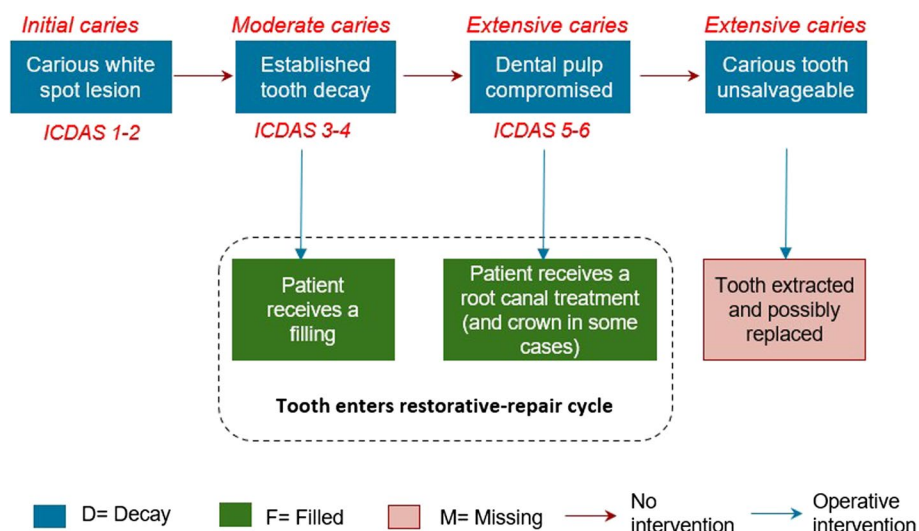 Initial caries
Moderate caries
Extensive caries
Extensive caries
Carious white
spot lesion
Established
tooth decay
Dental pulp
compromised
Carious tooth
unsalvageable
ICDAS 1-2
ICDAS 3-4
ICDAS 5-6
Patient
receives a
filling
Patient receives a
root canal treatment
(and crown in some
cases)
Tooth extracted
and possibly
replaced
Tooth enters restorative-repair cycle
D= Decay
F= Filled
M= Missing
No
intervention
Operative
intervention